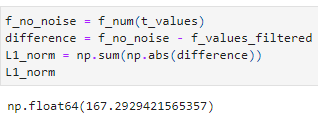 f_no_noise = f_num(t_values)
difference = f_no_noise - f_values_filtered
L1_norm = np.sum(np.abs(difference))
L1_norm
np.float64(167.2929421565357)